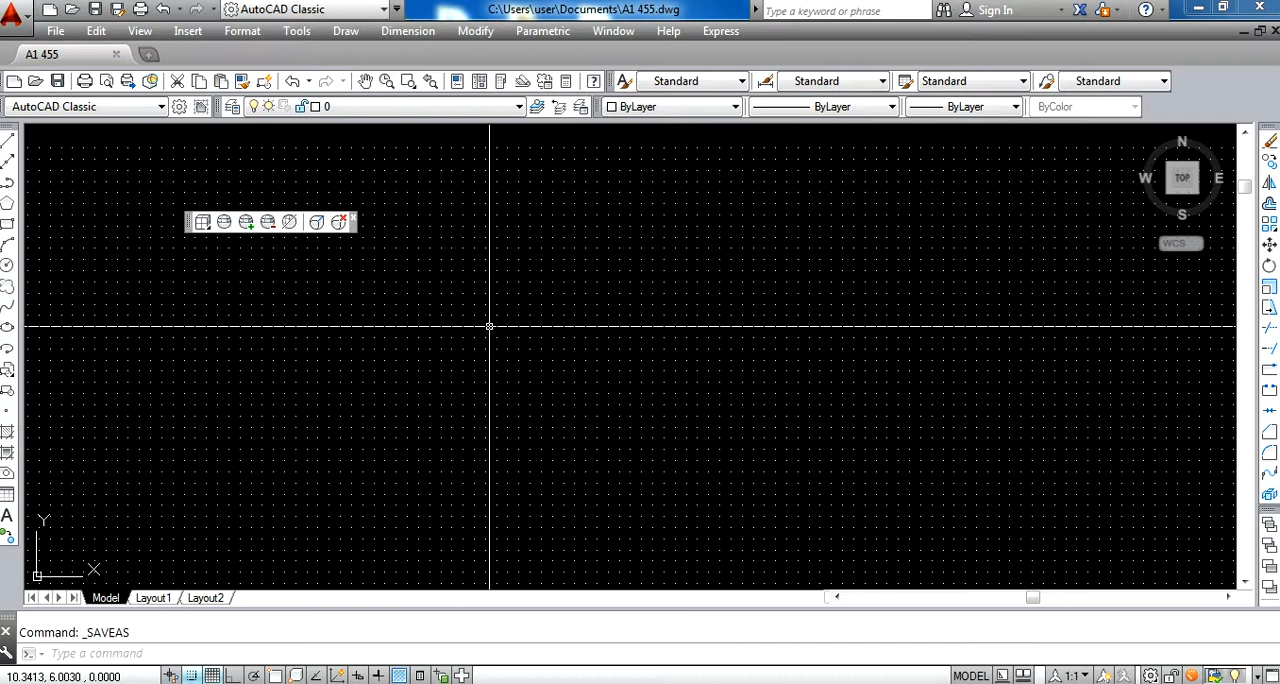 AutoCAD Classic
C:\Users\user\Documents\A1 455.dwg
Type a keyword or phrase
Sign In
File Edit View Insert Format Tools Draw Dimension Modify Parametric Window Help Express
A1 455
Standard Standard Standard Standard
AutoCAD Classic 0 ByLayer ByLayer ByLayer ByColor
N
W TOP E
S
WCS
Y
X
Model Layout1 Layout2
Command: _SAVEAS
Type a command
10.3413, 6.0030 , 0.0000 MODEL 1:1